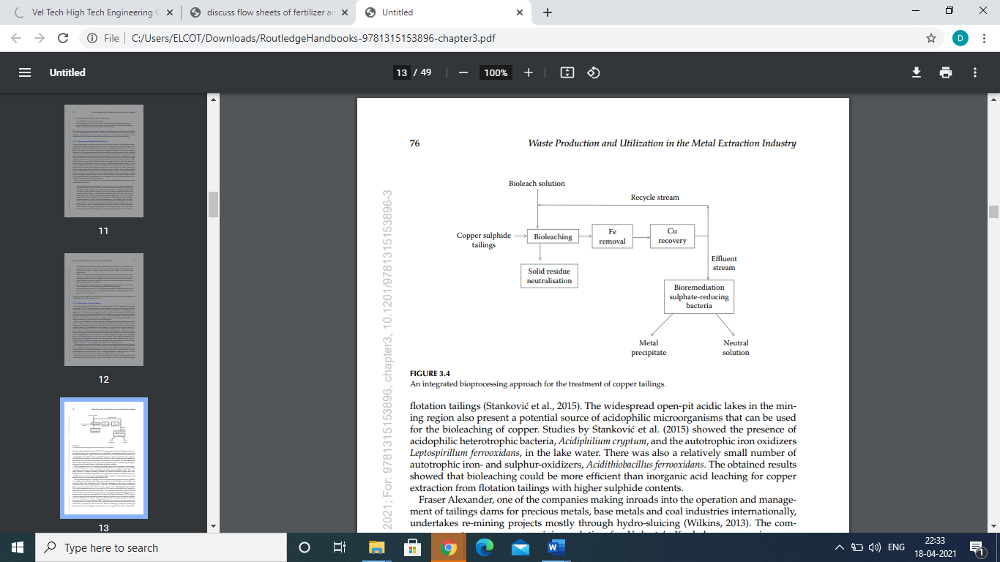 Vel Tech High Tech Engineering C
discuss flow sheets of fertilizer an
Untitled
File
C:/Users/ELCOT/Downloads/RoutledgeHandbooks-9781315153896-chapter3.pdf
D
Untitled
13 / 49
100%
11
12
13
76
Waste Production and Utilization in the Metal Extraction Industry
Bioleach solution
Recycle stream
Copper sulphide
tailings
Bioleaching
Fe
removal
Cu
recovery
Solid residue
neutralisation
Effluent
stream
Bioremediation
sulphate-reducing
bacteria
Metal
precipitate
Neutral
solution
2021; For: 9781315153896, chapter3, 10.1201/9781315153896-3
FIGURE 3.4
An integrated bioprocessing approach for the treatment of copper tailings.
flotation tailings (Stanković et al., 2015). The widespread open-pit acidic lakes in the min-
ing region also present a potential source of acidophilic microorganisms that can be used
for the bioleaching of copper. Studies by Stanković et al. (2015) showed the presence of
acidophilic heterotrophic bacteria, Acidiphilium cryptum, and the autotrophic iron oxidizers
Leptospirillum ferrooxidans, in the lake water. There was also a relatively small number of
autotrophic iron- and sulphur-oxidizers, Acidithiobacillus ferrooxidans. The obtained results
showed that bioleaching could be more efficient than inorganic acid leaching for copper
extraction from flotation tailings with higher sulphide contents.
Fraser Alexander, one of the companies making inroads into the operation and manage-
ment of tailings dams for precious metals, base metals and coal industries internationally,
undertakes re-mining projects mostly through hydro-sluicing (Wilkins, 2013). The com-
Type here to search
W
ENG
22:33
18-04-2021
1